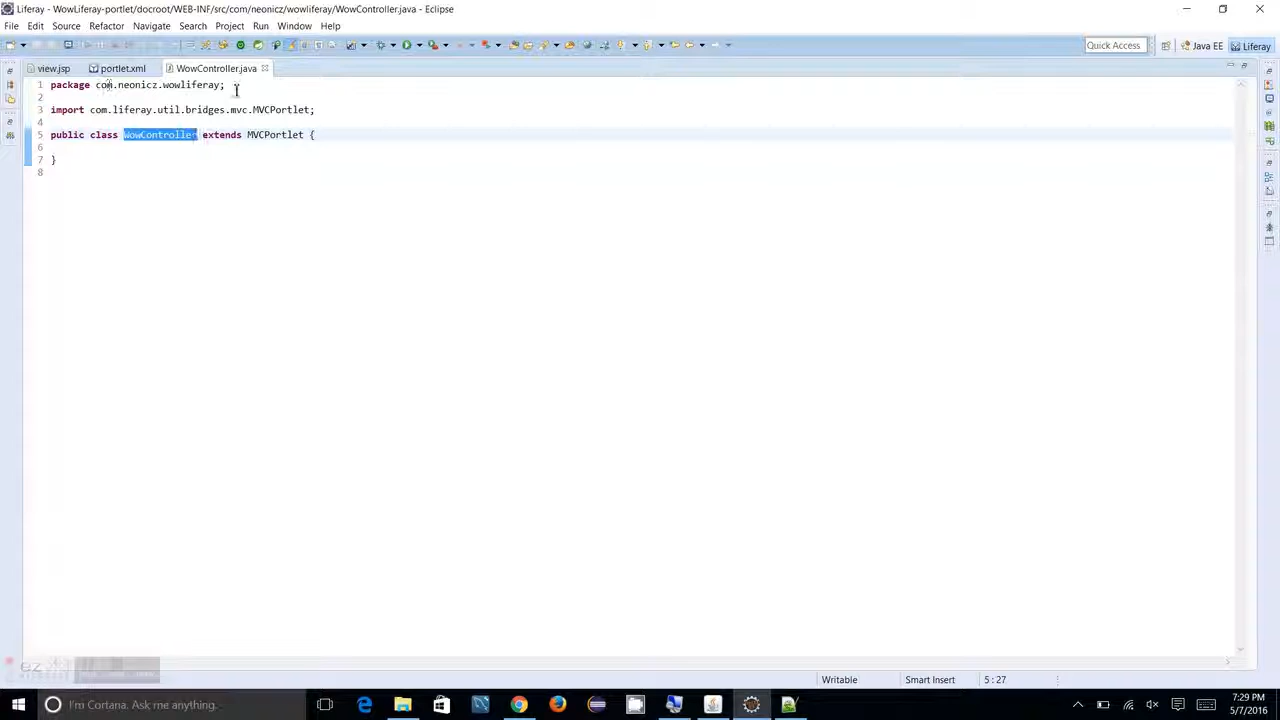 Liferay - WowLiferay-portlet/docroot/WEB-INF/src/com/neonicz/wowliferay/WowController.java - Eclipse
File Edit Source Refactor Navigate Search Project Run Window Help
Quick Access Java EE Liferay
view.jsp portlet.xml WowController.java
1 package com.neonicz.wowliferay;
2
3 import com.liferay.util.bridges.mvc.MVCPortlet;
4
5 public class WowController extends MVCPortlet {
6
7 }
8
ez
Writable Smart Insert 5 : 27
I'm Cortana. Ask me anything.
7:29 PM
5/7/2016